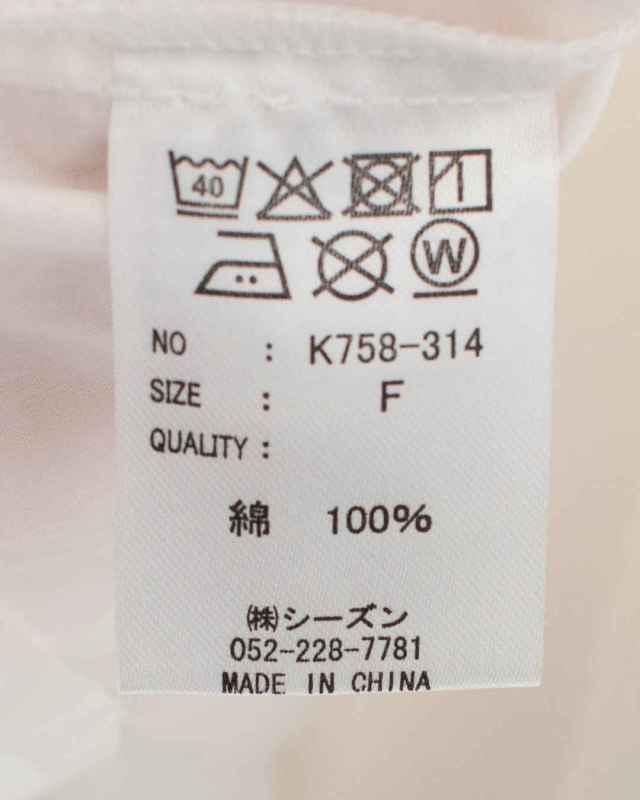 40
W
NO : K758-314
SIZE : F
QUALITY :
綿 100%
㈱シーズン
052-228-7781
MADE IN CHINA